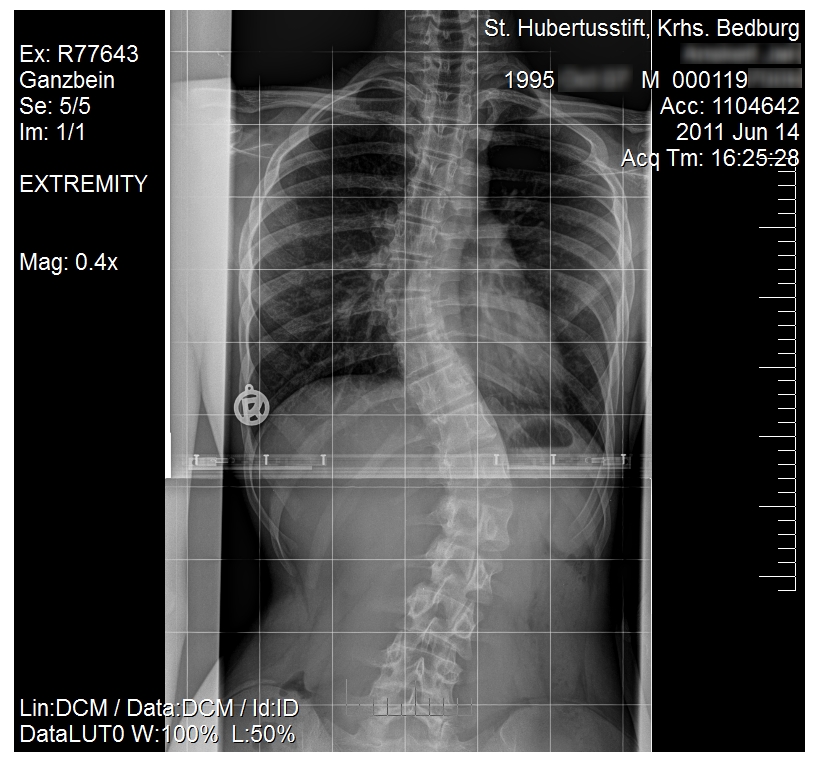 St. Hubertusstift, Krhs. Bedburg
Ex: R77643
Ganzbein
1995 M 000119
Se: 5/5
Acc: 1104642
Im: 1/1
2011 Jun 14
Acq Tm: 16:25:28
EXTREMITY
Mag: 0.4x
R
Lin:DCM / Data:DCM / Id:ID
DataLUT0 W:100% L:50%